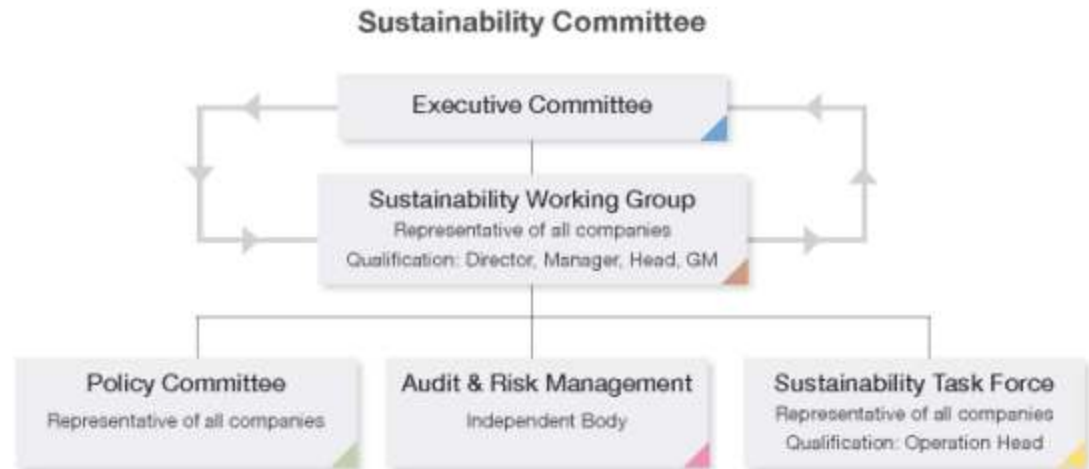 Sustainability Committee
Executive Committee
Sustainability Working Group
Representative of all companies
Qualification: Director, Manager, Head, GM
Policy Committee
Representative of all companies
Audit & Risk Management
Independent Body
Sustainability Task Force
Representative of all companies
Qualification: Operation Head